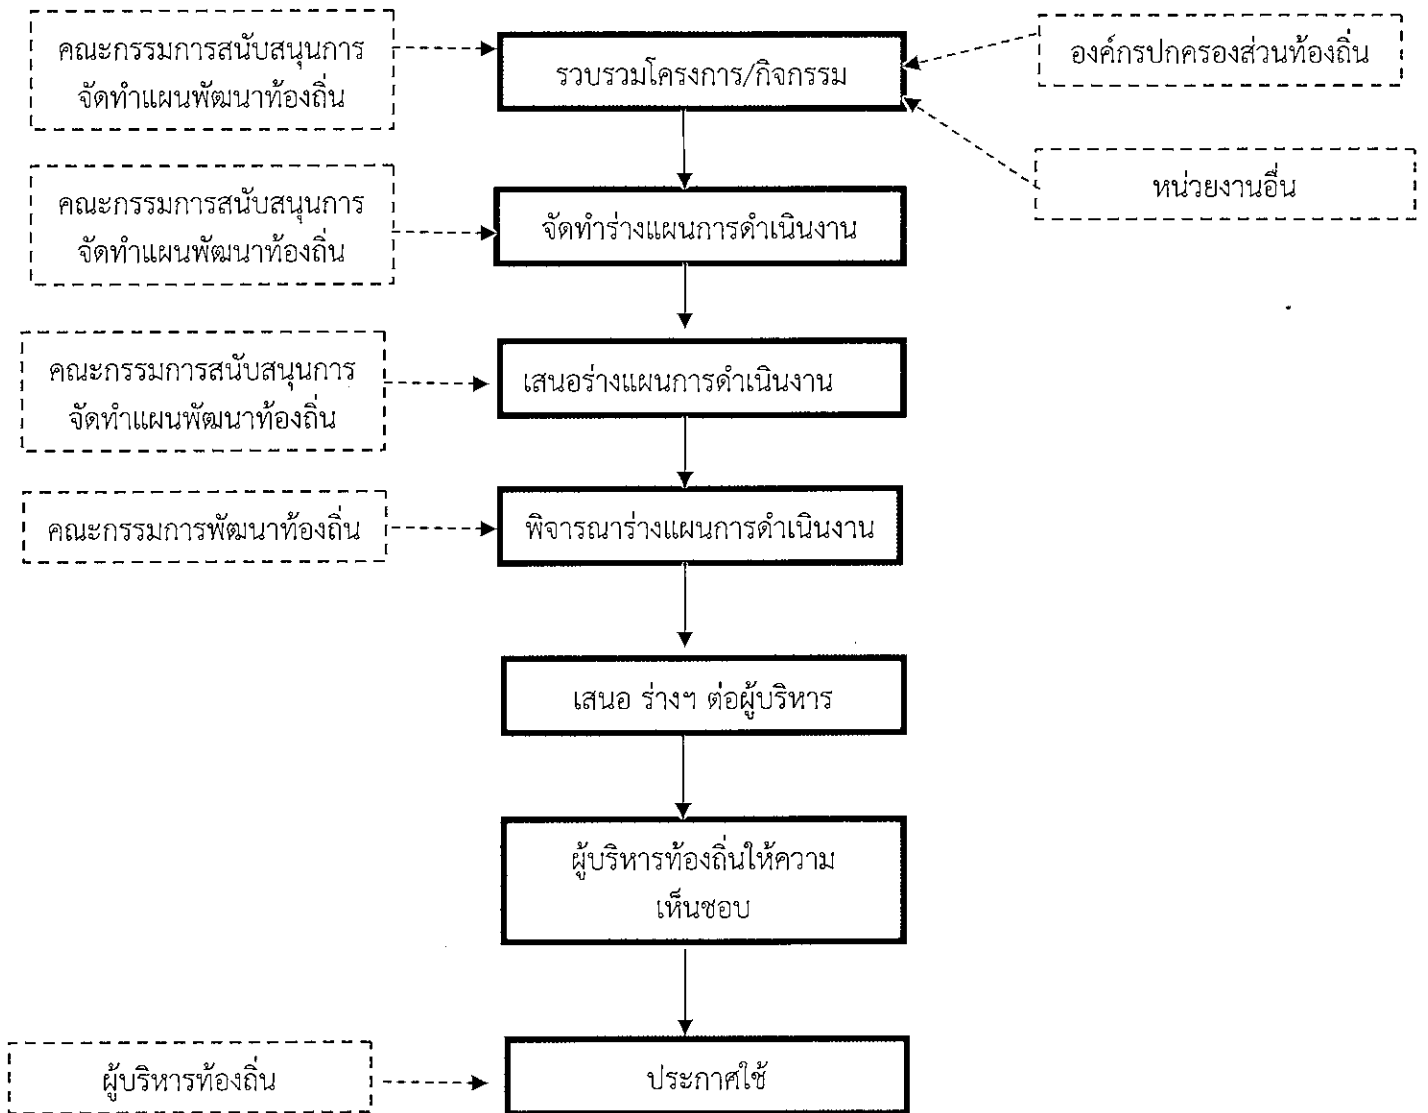 คณะกรรมการสนับสนุนการ
จัดทำแผนพัฒนาท้องถิ่น
รวบรวมโครงการ/กิจกรรม
องค์กรปกครองส่วนท้องถิ่น
หน่วยงานอื่น
คณะกรรมการสนับสนุนการ
จัดทำแผนพัฒนาท้องถิ่น
จัดทำร่างแผนการดำเนินงาน
คณะกรรมการสนับสนุนการ
จัดทำแผนพัฒนาท้องถิ่น
เสนอร่างแผนการดำเนินงาน
คณะกรรมการพัฒนาท้องถิ่น
พิจารณาร่างแผนการดำเนินงาน
เสนอ ร่างฯ ต่อผู้บริหาร
ผู้บริหารท้องถิ่นให้ความ
เห็นชอบ
ผู้บริหารท้องถิ่น
ประกาศใช้